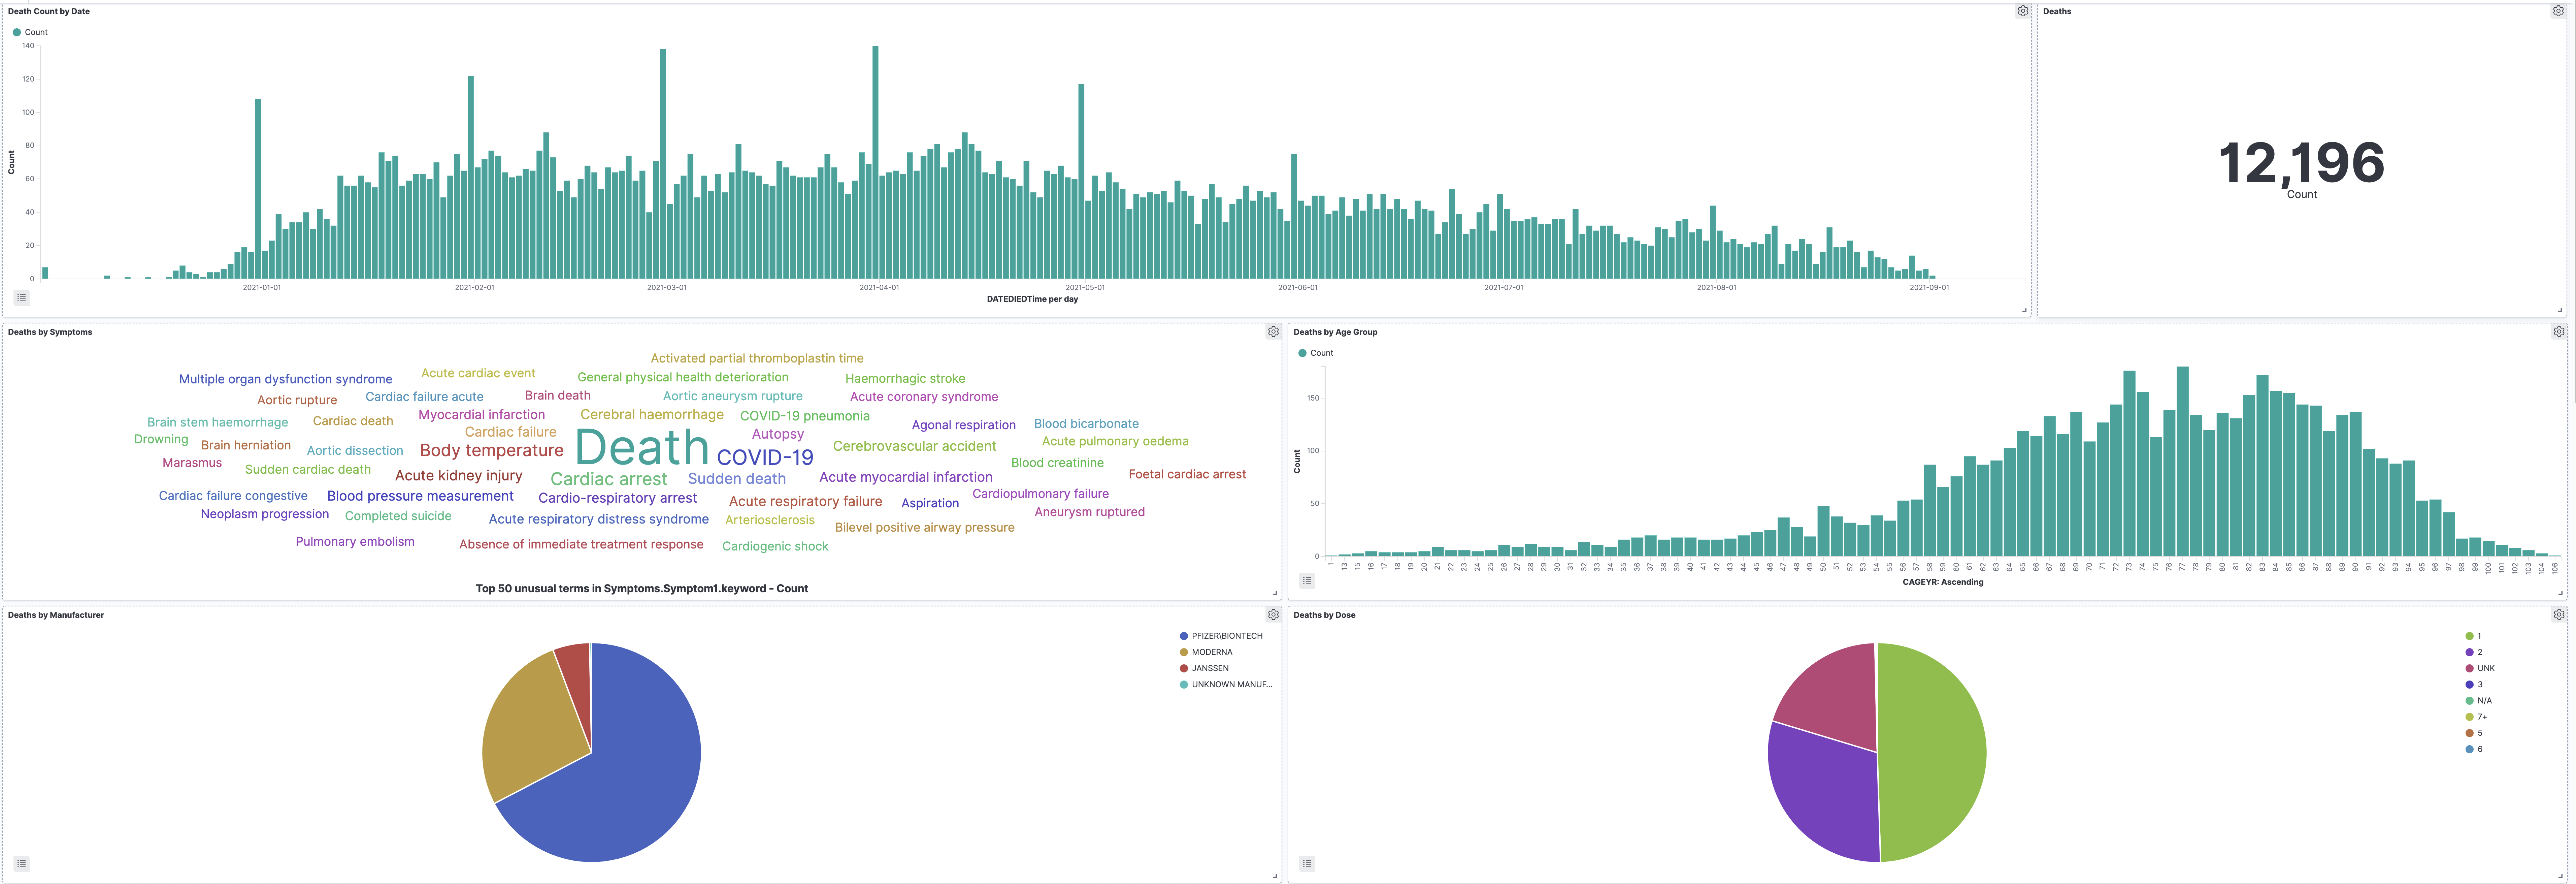 Death Count by Date
Count
140
120
100
80
60
40
20
0
Count
2021-01-01 2021-02-01 2021-03-01 2021-04-01 2021-05-01 2021-06-01 2021-07-01 2021-08-01 2021-09-01
DATEDIEDTime per day
Deaths
12,196
Count
Deaths by Symptoms
Activated partial thromboplastin time
Multiple organ dysfunction syndrome Acute cardiac event General physical health deterioration Haemorrhagic stroke
Aortic rupture Cardiac failure acute Brain death Aortic aneurysm rupture Acute coronary syndrome
Brain stem haemorrhage Cardiac death Myocardial infarction Cerebral haemorrhage COVID-19 pneumonia Agonal respiration Blood bicarbonate
Drowning Brain herniation Aortic dissection Cardiac failure Autopsy Cerebrovascular accident Acute pulmonary oedema
Marasmus Sudden cardiac death Body temperature Death COVID-19 Blood creatinine Foetal cardiac arrest
Acute kidney injury Cardiac arrest Sudden death Acute myocardial infarction
Cardiac failure congestive Blood pressure measurement Cardio-respiratory arrest Acute respiratory failure Aspiration Cardiopulmonary failure
Neoplasm progression Completed suicide Acute respiratory distress syndrome Arteriosclerosis Bilevel positive airway pressure Aneurysm ruptured
Pulmonary embolism Absence of immediate treatment response Cardiogenic shock
Top 50 unusual terms in Symptoms.Symptom1.keyword - Count
Deaths by Age Group
Count
150
100
50
0
Count
1 13 15 16 17 18 19 20 21 22 23 24 25 26 27 28 29 30 31 32 33 34 35 36 37 38 39 40 41 42 43 44 45 46 47 48 49 50 51 52 53 54 55 56 57 58 59 60 61 62 63 64 65 66 67 68 69 70 71 72 73 74 75 76 77 78 79 80 81 82 83 84 85 86 87 88 89 90 91 92 93 94 95 96 97 98 99 100 101 102 103 104 106
CAGEYR: Ascending
Deaths by Manufacturer
PFIZER\BIONTECH
MODERNA
JANSSEN
UNKNOWN MANUF...
Deaths by Dose
1
2
UNK
3
N/A
7+
5
6